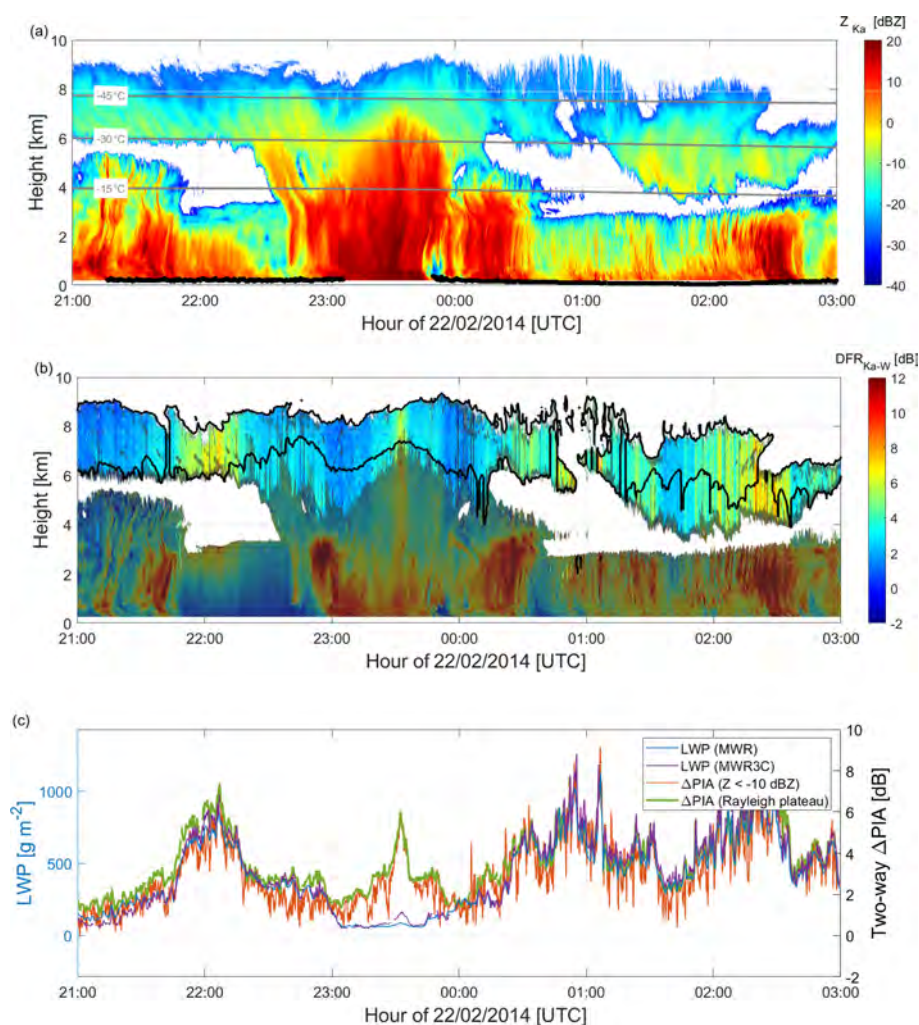 (a)
Z Ka [dBZ]
10
8
6
4
2
0
Height [km]
-45°C
-30°C
-15°C
20
10
0
-10
-20
-30
-40
21:00 22:00 23:00 00:00 01:00 02:00 03:00
Hour of 22/02/2014 [UTC]
(b)
DFR Ka-W [dB]
10
8
6
4
2
0
Height [km]
12
10
8
6
4
2
0
-2
21:00 22:00 23:00 00:00 01:00 02:00 03:00
Hour of 22/02/2014 [UTC]
(c)
LWP [g m-2]
1000
500
0
LWP (MWR)
LWP (MWR3C)
ΔPIA (Z < -10 dBZ)
ΔPIA (Rayleigh plateau)
10
8
6
4
2
0
-2
Two-way ΔPIA [dB]
21:00 22:00 23:00 00:00 01:00 02:00 03:00
Hour of 22/02/2014 [UTC]